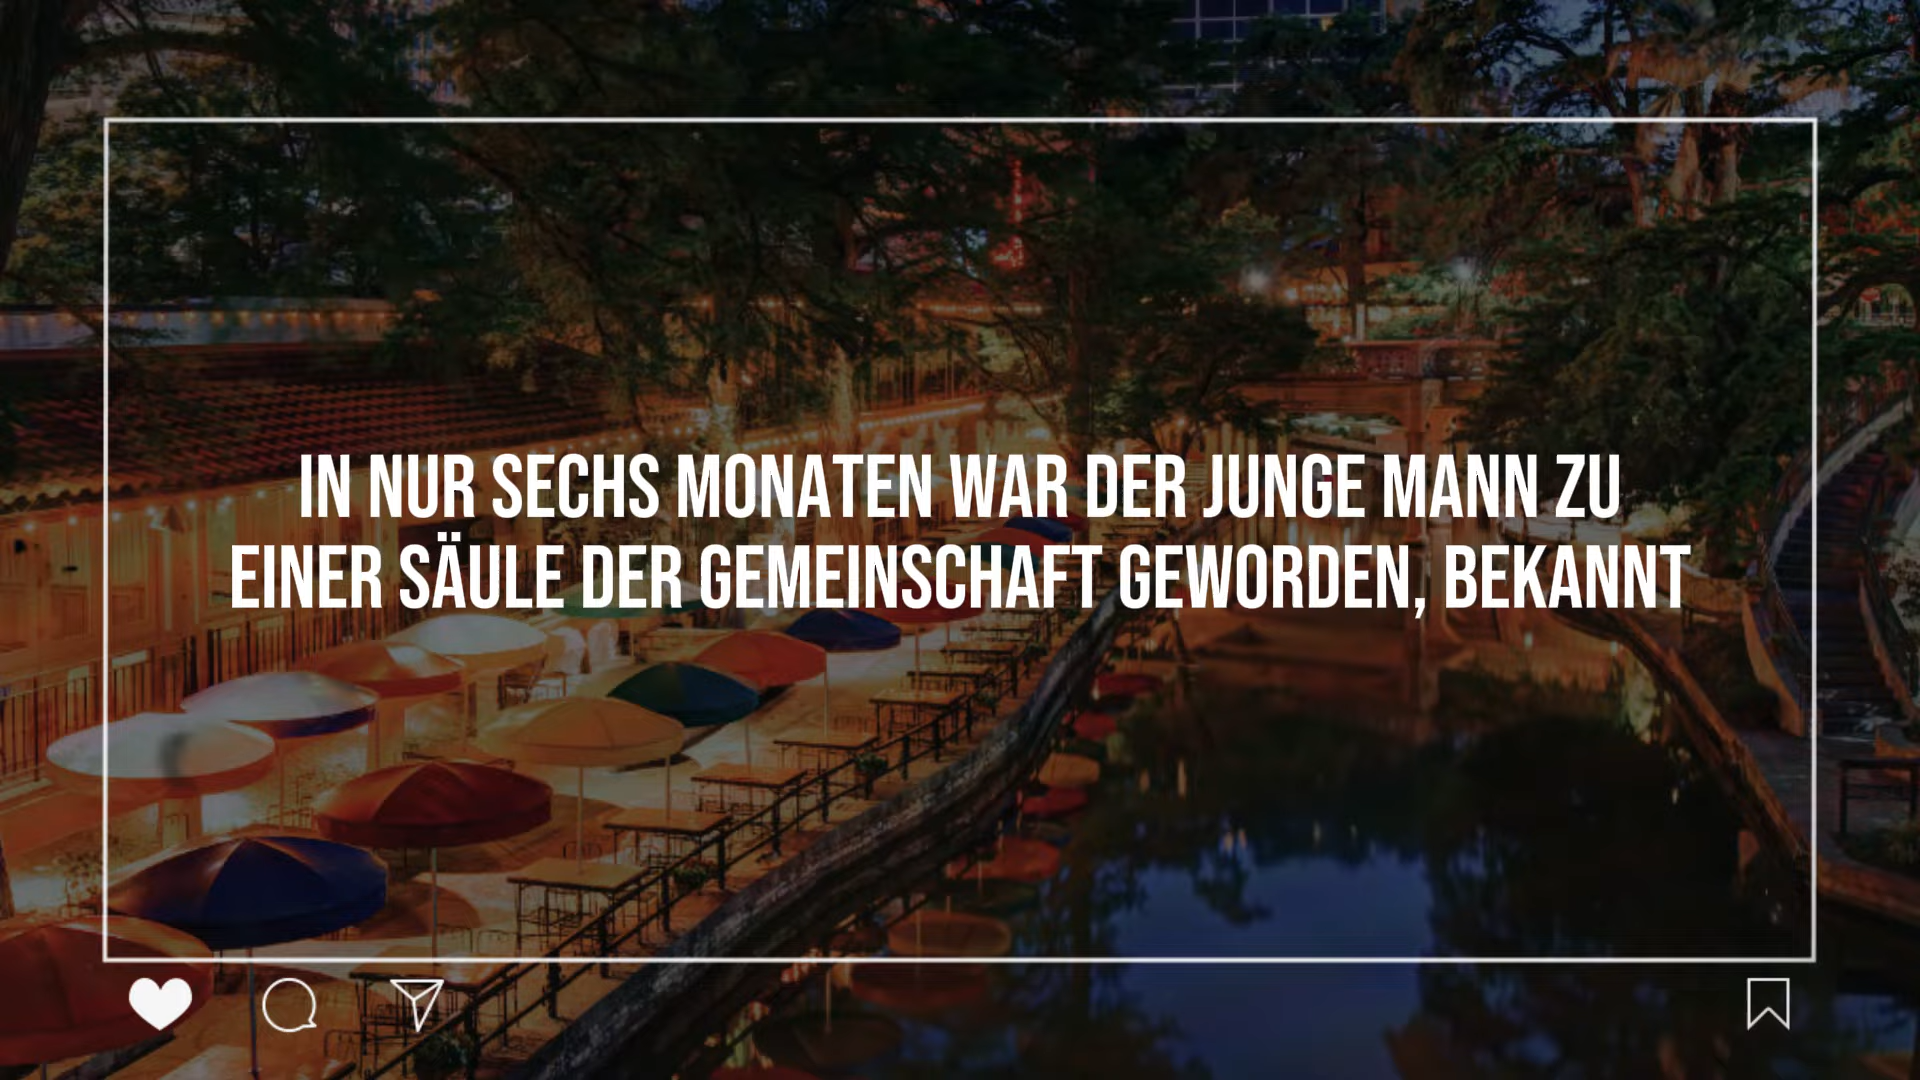 IN NUR SECHS MONATEN WAR DER JUNGE MANN ZU
EINER SÄULE DER GEMEINSCHAFT GEWORDEN, BEKANNT